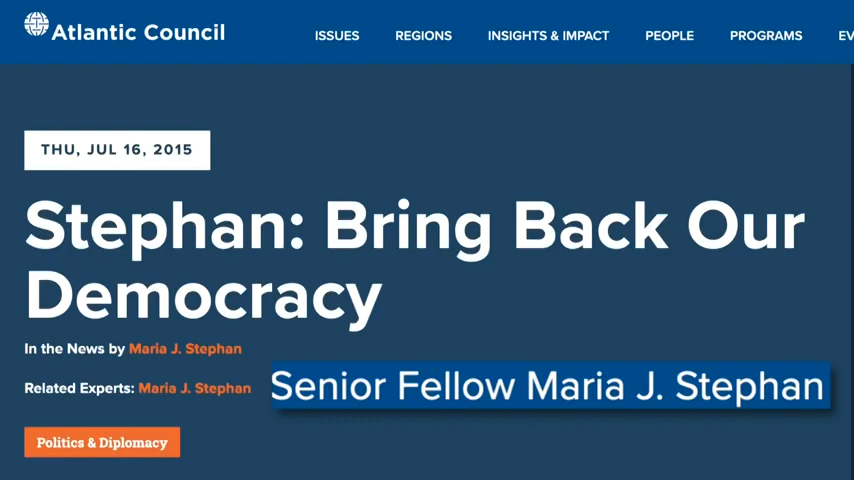 Atlantic Council
ISSUES REGIONS INSIGHTS & IMPACT PEOPLE PROGRAMS EV
THU, JUL 16, 2015
Stephan: Bring Back Our
Democracy
In the News by Maria J. Stephan
Related Experts: Maria J. Stephan
Senior Fellow Maria J. Stephan
Politics & Diplomacy